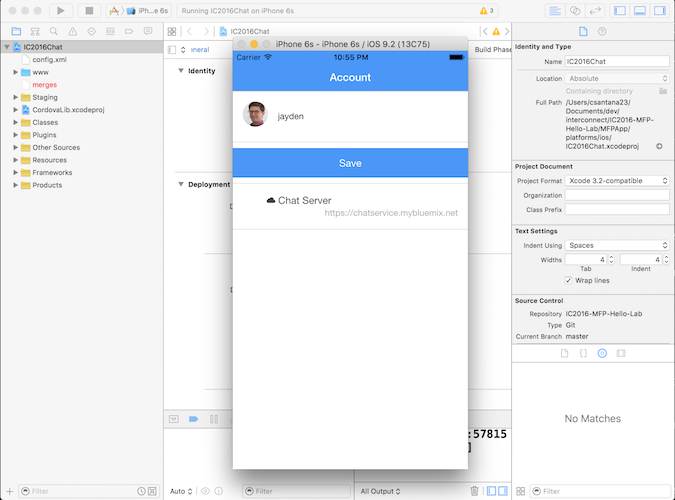 iPh...e 6s
Running IC2016Chat on iPhone 6s
3
IC2016Chat
config.xml
www
merges
Staging
CordovaLib.xcodeproj
Classes
Plugins
Other Sources
Resources
Frameworks
Products
Filter
IC2016Chat
neral
Build Phase
Identity
Deployment
iPhone 6s - iPhone 6s / iOS 9.2 (13C75)
Carrier
10:55 PM
Account
jayden
Save
Chat Server
https://chatservice.mybluemix.net
:57815
]
Auto
Filter
All Output
Identity and Type
Name IC2016Chat
Location Absolute
Containing directory
Full Path /Users/csantana23/
Documents/dev/
interconnect/IC2016-MFP-
Hello-Lab/MFPApp/
platforms/ios/
IC2016Chat.xcodeproj
Project Document
Project Format Xcode 3.2-compatible
Organization
Class Prefix
Text Settings
Indent Using Spaces
Widths 4 4
Tab Indent
Wrap lines
Source Control
Repository IC2016-MFP-Hello-Lab
Type Git
Current Branch master
No Matches
Filter